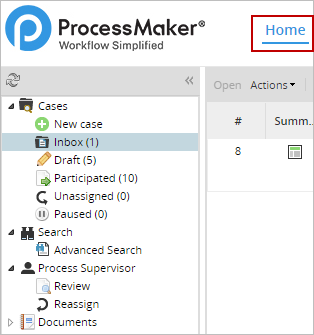 ProcessMaker®
Workflow Simplified
Home
Open Actions
# Summ..
Cases
New case
Inbox (1)
Draft (5)
Participated (10)
Unassigned (0)
Paused (0)
Search
Advanced Search
Process Supervisor
Review
Reassign
Documents
8